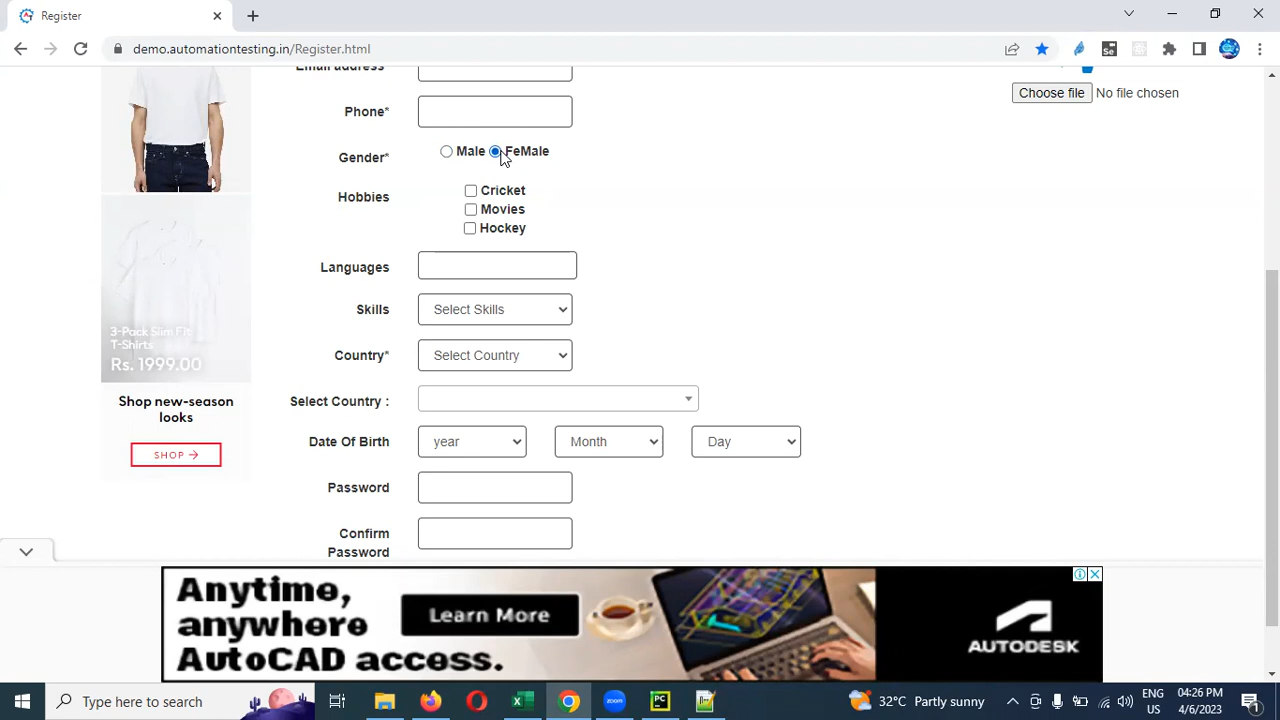 Register
demo.automationtesting.in/Register.html
Email address
Choose file No file chosen
Phone*
Gender*
Male FeMale
Hobbies
Cricket
Movies
Hockey
Languages
Skills
Select Skills
Country*
Select Country
3-Pack Slim Fit
T-Shirts
Rs. 1999.00
Select Country :
Shop new-season
looks
SHOP →
Date Of Birth
year
Month
Day
Password
Confirm
Password
Anytime,
anywhere
AutoCAD access.
Learn More
AUTODESK
Type here to search
zoom
PC
32°C Partly sunny
ENG
US
04:26 PM
4/6/2023
1